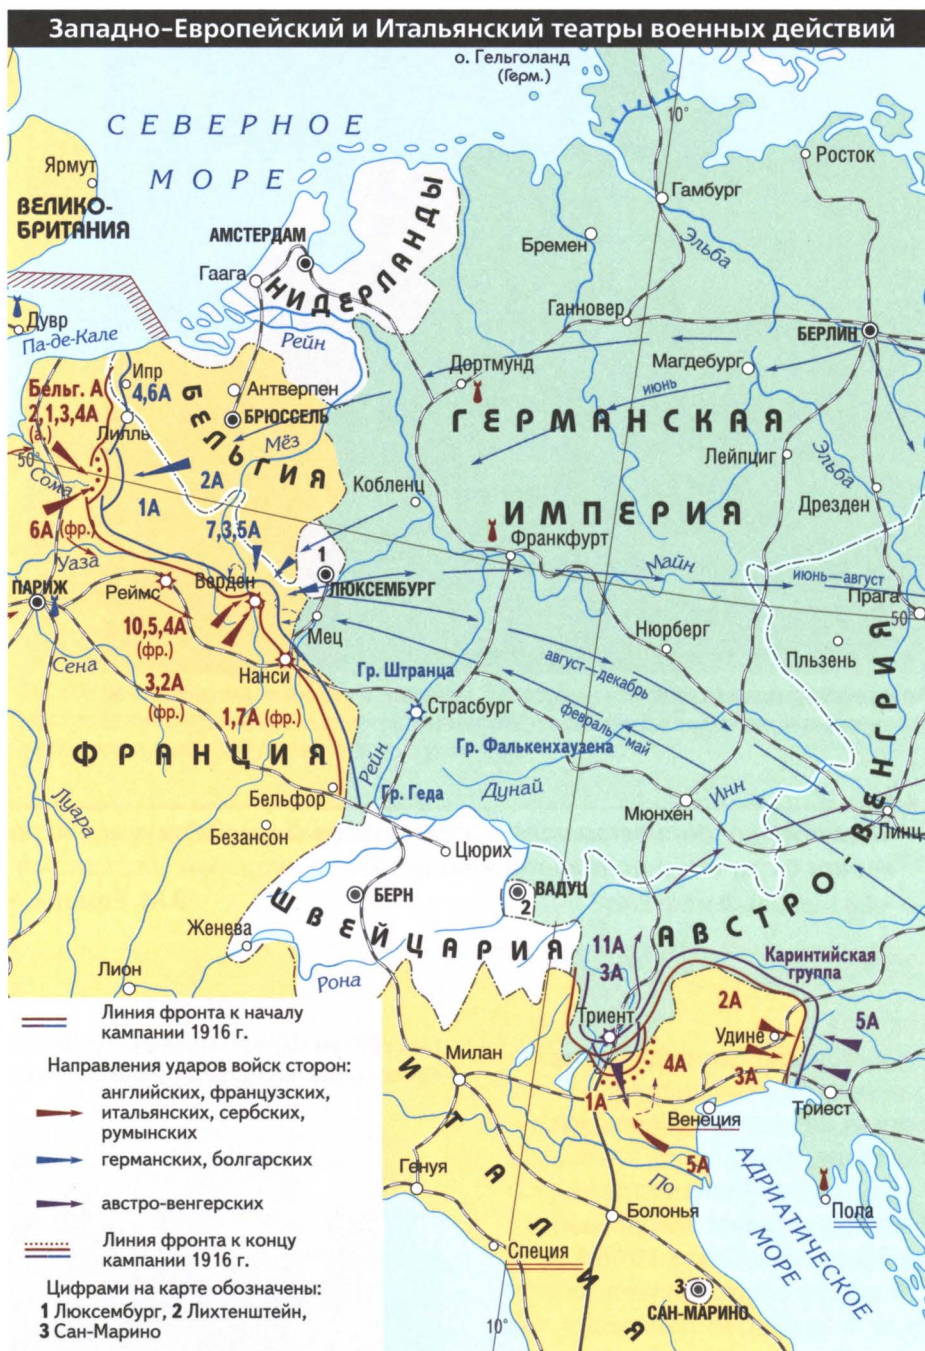 Западно-Европейский и Итальянский театры военных действий
о. Гельголанд
(Герм.)
10°
СЕВЕРНОЕ
МОРЕ
Ярмут
ВЕЛИКО-
БРИТАНИЯ
Росток
Гамбург
Эльба
Бремен
АМСТЕРДАМ
Гаага
НИДЕРЛАНДЫ
Ганновер
БЕРЛИН
Дувр
Па-де-Кале
Рейн
Дортмунд
Магдебург
июнь
Ипр
4,6А
Бельг. А
2,1,3,4А
(а.)
Лилль
Антверпен
БРЮССЕЛЬ
БЕЛЬГИЯ
Мёз
ГЕРМАНСКАЯ
ИМПЕРИЯ
Лейпциг
Эльба
Дрезден
50°
Сома
2А
1А
Кобленц
6А (фр.)
7,3,5А
Франкфурт
Майн
Уаза
1
ПАРИЖ
Реймс
Верден
ЛЮКСЕМБУРГ
июнь—август
Прага
50
10,5,4А
(фр.)
Мец
Нюрберг
Пльзень
Сена
Нанси
Гр. Штранца
август—декабрь
3,2А
(фр.)
1,7А (фр.)
Страсбург
февраль—май
ФРАНЦИЯ
Рейн
Гр. Фалькенхаузена
Дунай
Луара
Бельфор
Гр. Геда
Мюнхен
Инн
Линц
Безансон
Цюрих
БЕРН
ВАДУЦ
2
ШВЕЙЦАРИЯ
АВСТРО-ВЕНГРИЯ
Женева
Рона
Лион
11А
3А
Каринтийская
группа
Триент
2А
Удине
5А
Милан
4А
3А
1А
Венеция
Триест
5А
По
Генуя
Болонья
Пола
АДРИАТИЧЕСКОЕ
МОРЕ
Специя
ИТАЛИЯ
3
САН-МАРИНО
10°
Линия фронта к началу
кампании 1916 г.
Направления ударов войск сторон:
английских, французских,
итальянских, сербских,
румынских
германских, болгарских
австро-венгерских
Линия фронта к концу
кампании 1916 г.
Цифрами на карте обозначены:
1 Люксембург, 2 Лихтенштейн,
3 Сан-Марино